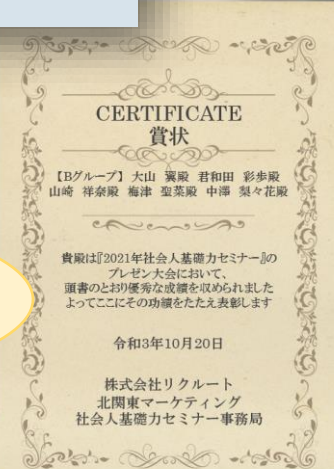 CERTIFICATE
賞状
【Bグループ】 大山 翼殿 君和田 彩歩殿
山崎 祥奈殿 梅津 聖菜殿 中澤 梨々花殿
貴殿は『2021年社会人基礎力セミナー』の
プレゼン大会において、
頭書のとおり優秀な成績を収められました
よってここにその功績をたたえ表彰します
令和3年10月20日
株式会社リクルート
北関東マーケティング
社会人基礎力セミナー事務局